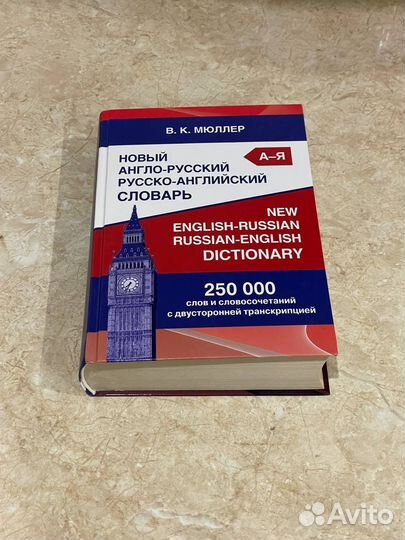 В. К. МЮЛЛЕР
А–Я
НОВЫЙ
АНГЛО-РУССКИЙ
РУССКО-АНГЛИЙСКИЙ
СЛОВАРЬ
NEW
ENGLISH-RUSSIAN
RUSSIAN-ENGLISH
DICTIONARY
250 000
слов и словосочетаний
с двусторонней транскрипцией
Avito